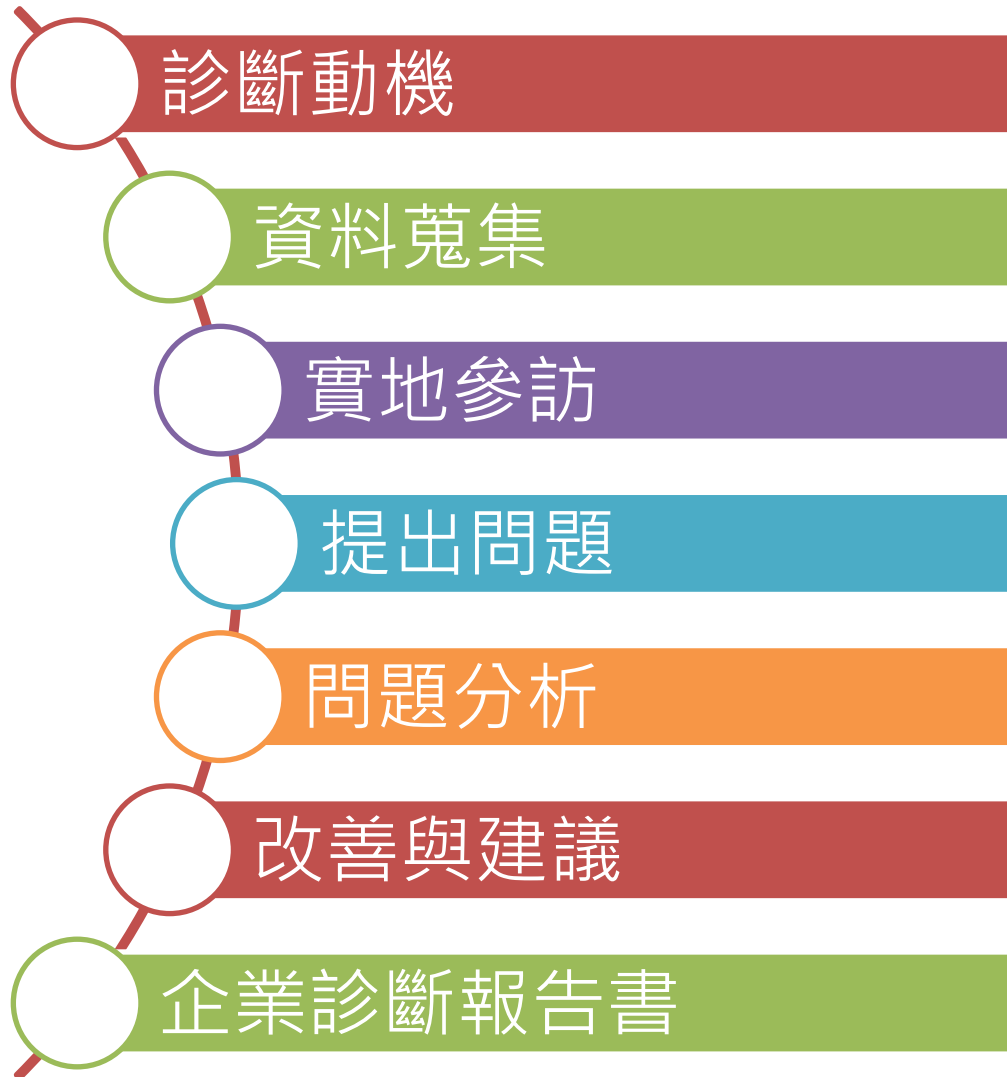 診斷動機
資料蒐集
實地參訪
提出問題
問題分析
改善與建議
企業診斷報告書